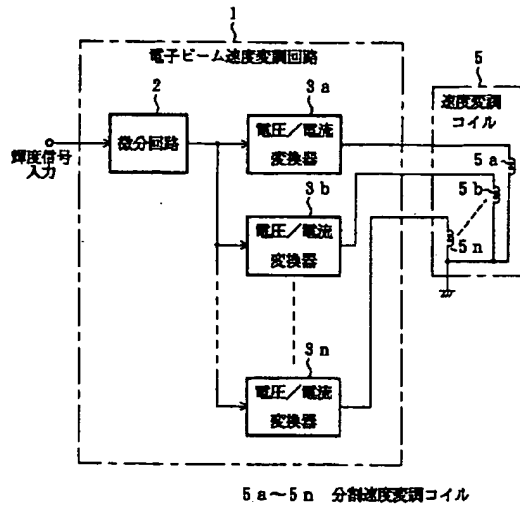 1
電子ビーム速度変調回路
2
微分回路
輝度信号
入力
3a
電圧/電流
変換器
3b
電圧/電流
変換器
3n
電圧/電流
変換器
5
速度変調
コイル
5a
5b
5n
5a～5n 分割速度変調コイル